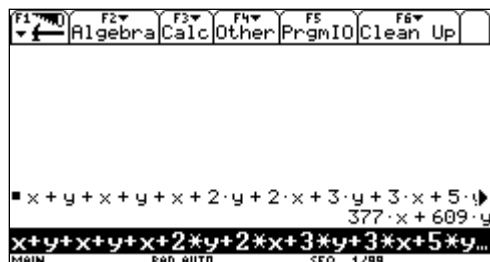 F1 F2 F3 F4 F5 F6
Algebra Calc Other PrgmIO Clean Up
x + y + x + y + x + 2·y + 2·x + 3·y + 3·x + 5·
377·x + 609·y
x+y+x+y+x+2*y+2*x+3*y+3*x+5*y…
MAIN RAD AUTO SEQ 1/99